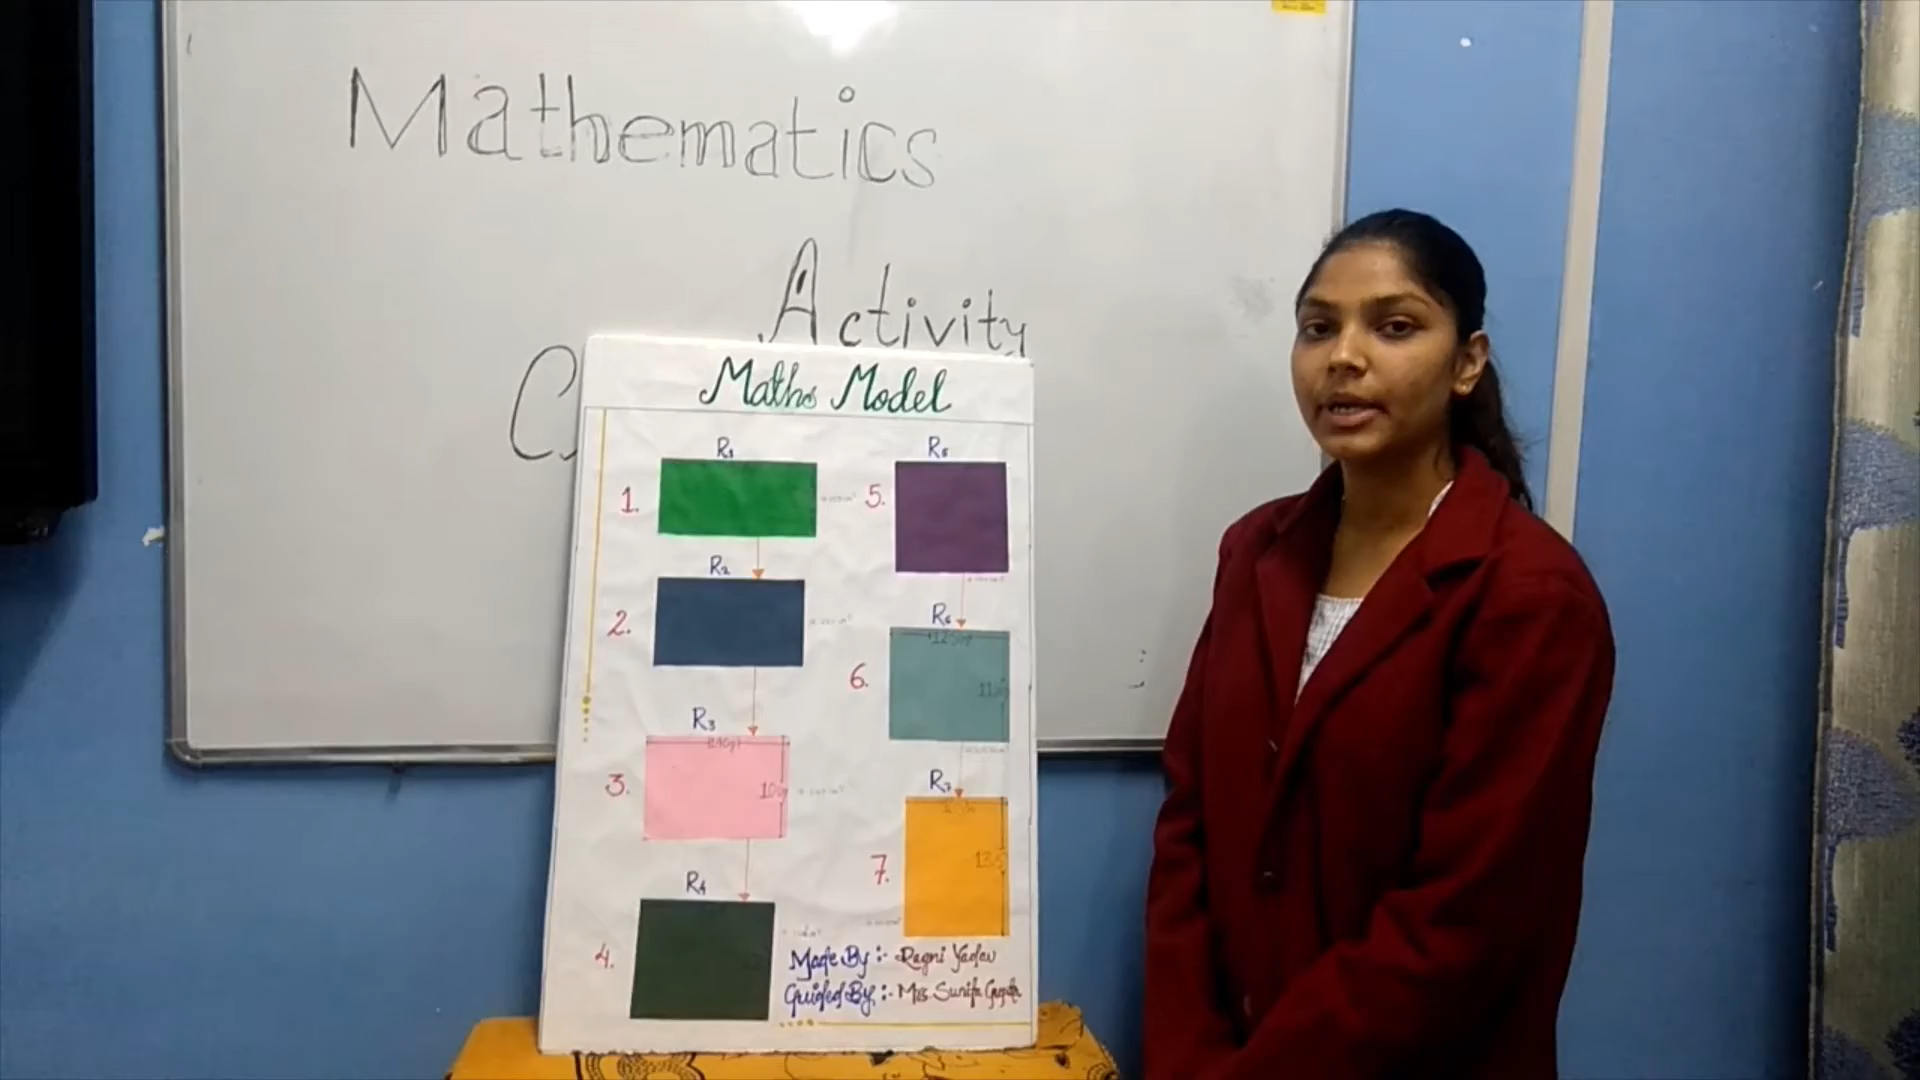 Mathematics
Activity
Maths Model
R1
1.
R2
2.
R3
3.
R4
4.
R5
5.
R6
6.
R7
7.
Made By :- Ragni Yadav
Guided By :- Mrs. Sunita Gupta